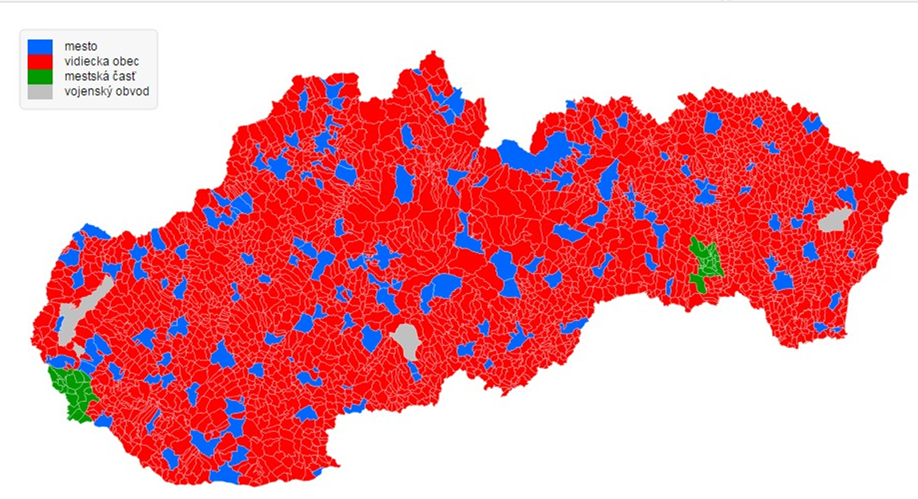 mesto
vidiecka obec
mestská časť
vojenský obvod